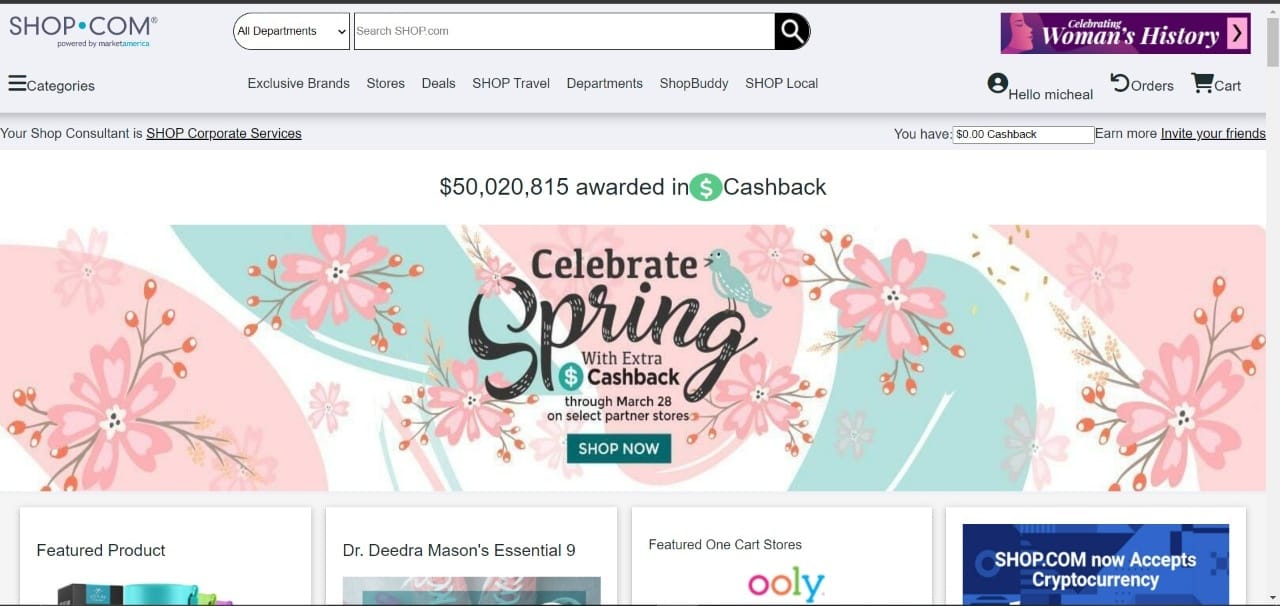 SHOP•COM®
powered by marketamerica
All Departments
Search SHOP.com
Celebrating
Woman's History
Categories
Exclusive Brands Stores Deals SHOP Travel Departments ShopBuddy SHOP Local
Hello micheal Orders Cart
Your Shop Consultant is SHOP Corporate Services
You have: $0.00 Cashback Earn more Invite your friends
$50,020,815 awarded in $ Cashback
Celebrate
Spring
With Extra
$ Cashback
through March 28
on select partner stores
SHOP NOW
Featured Product
Dr. Deedra Mason's Essential 9
Featured One Cart Stores
ooly.
SHOP.COM now Accepts
Cryptocurrency